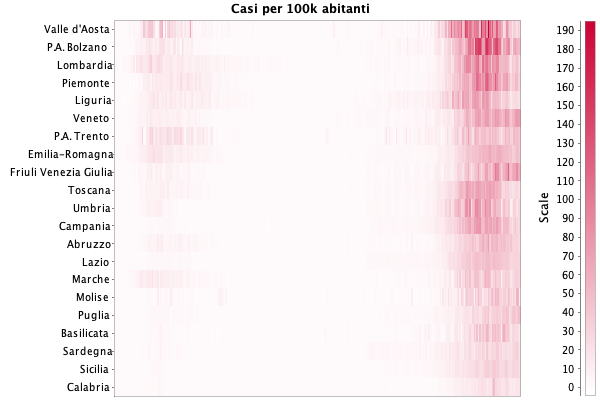 Casi per 100k abitanti
Valle d'Aosta
P.A. Bolzano
Lombardia
Piemonte
Liguria
Veneto
P.A. Trento
Emilia-Romagna
Friuli Venezia Giulia
Toscana
Umbria
Campania
Abruzzo
Lazio
Marche
Molise
Puglia
Basilicata
Sardegna
Sicilia
Calabria
Scale
190
180
170
160
150
140
130
120
110
100
90
80
70
60
50
40
30
20
10
0